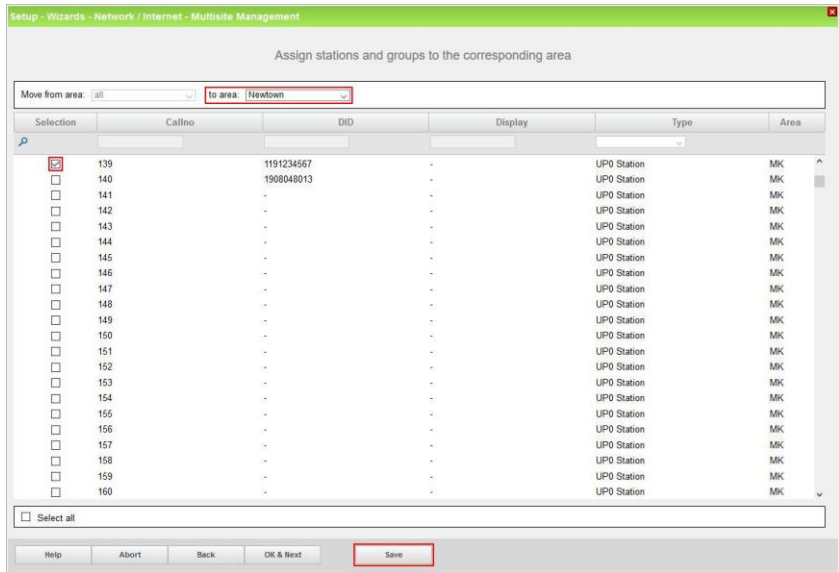 Setup - Wizards - Network / Internet - Multisite Management
Assign stations and groups to the corresponding area
Move from area: all to area: Newtown
Selection Callno DID Display Type Area
139 1191234567 - UP0 Station MK
140 1908048013 - UP0 Station MK
141 - - UP0 Station MK
142 - - UP0 Station MK
143 - - UP0 Station MK
144 - - UP0 Station MK
145 - - UP0 Station MK
146 - - UP0 Station MK
147 - - UP0 Station MK
148 - - UP0 Station MK
149 - - UP0 Station MK
150 - - UP0 Station MK
151 - - UP0 Station MK
152 - - UP0 Station MK
153 - - UP0 Station MK
154 - - UP0 Station MK
155 - - UP0 Station MK
156 - - UP0 Station MK
157 - - UP0 Station MK
158 - - UP0 Station MK
159 - - UP0 Station MK
160 - - UP0 Station MK
Select all
Help Abort Back OK & Next Save